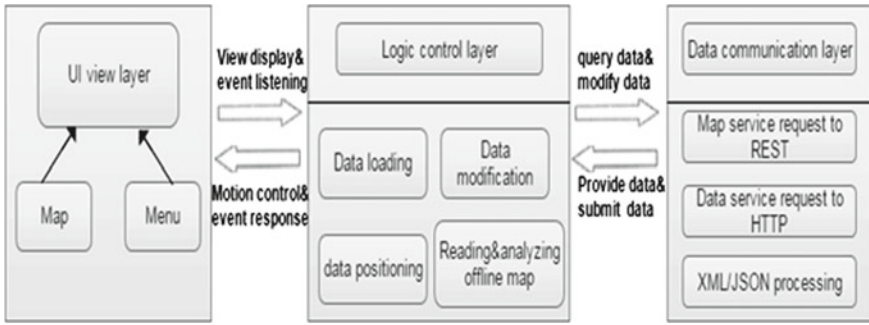 UI view layer
Map
Menu
View display&
event listening
Motion control&
event response
Logic control layer
Data loading
Data
modification
data positioning
Reading&analyzing
offline map
query data&
modify data
Provide data&
submit data
Data communication layer
Map service request to
REST
Data service request to
HTTP
XML/JSON processing